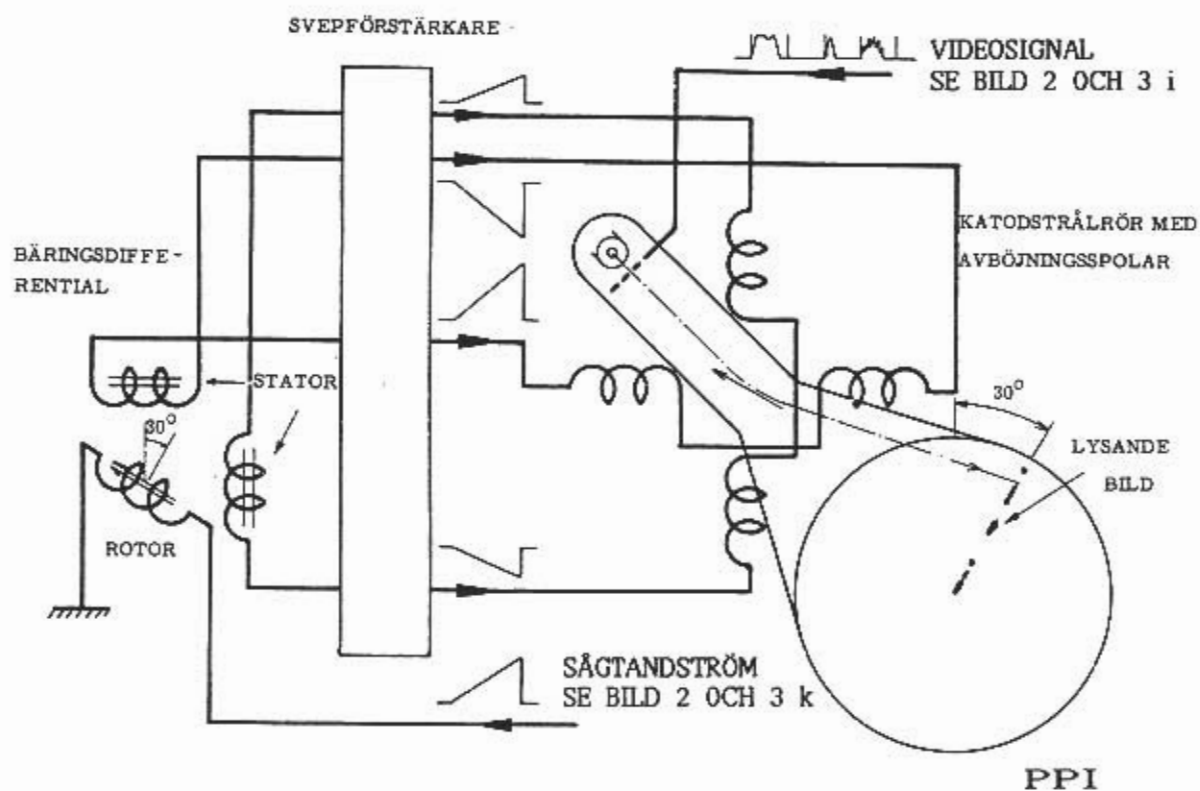 SVEPFÖRSTÄRKARE
VIDEOSIGNAL
SE BILD 2 OCH 3 i
BÄRINGSDIFFE-
RENTIAL
KATODSTRÅLRÖR MED
AVBÖJNINGSSPOLAR
STATOR
30°
30°
LYSANDE
BILD
ROTOR
SÅGTANDSTRÖM
SE BILD 2 OCH 3 k
PPI